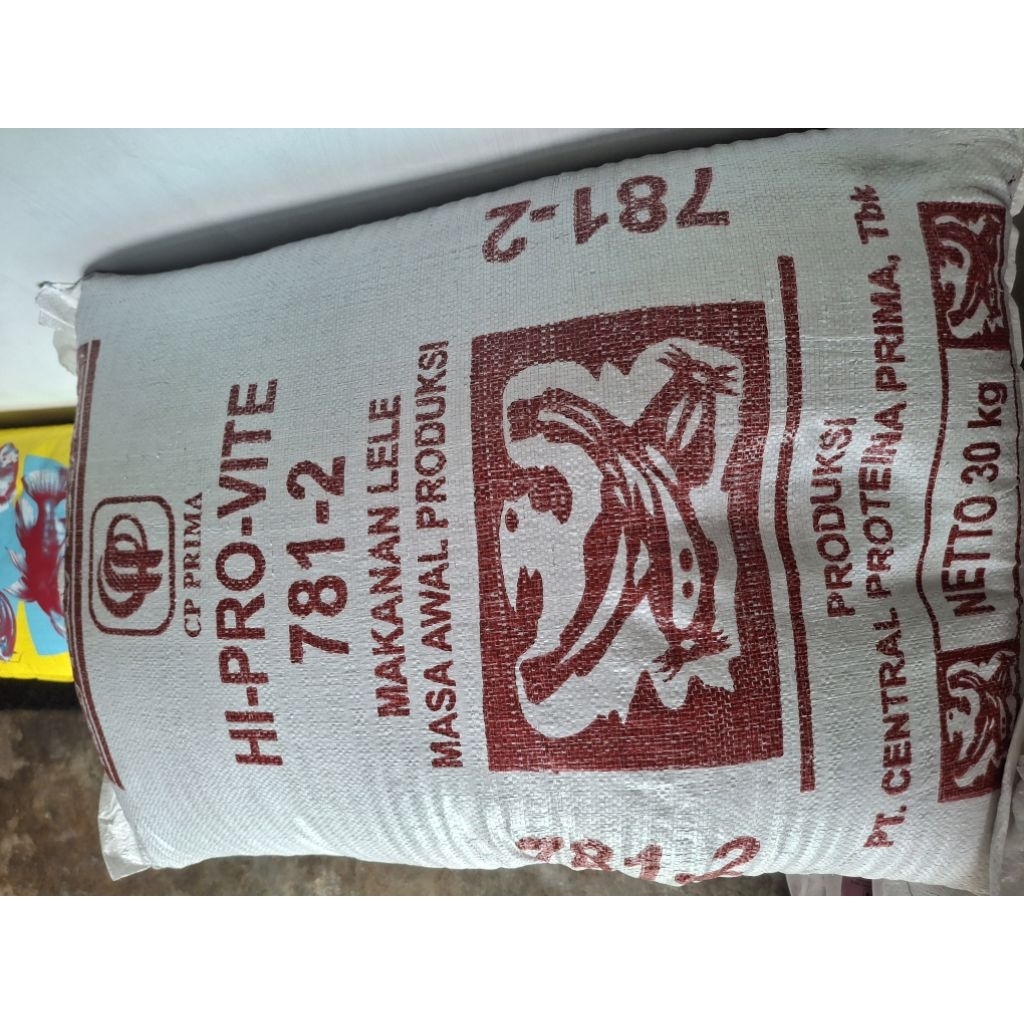 CP PRIMA
HI-PRO-VITE
781-2
MAKANAN LELE
MASA AWAL PRODUKSI
781-2
781-2
PRODUKSI
PT. CENTRAL PROTEINA PRIMA, Tbk
NETTO 30 kg